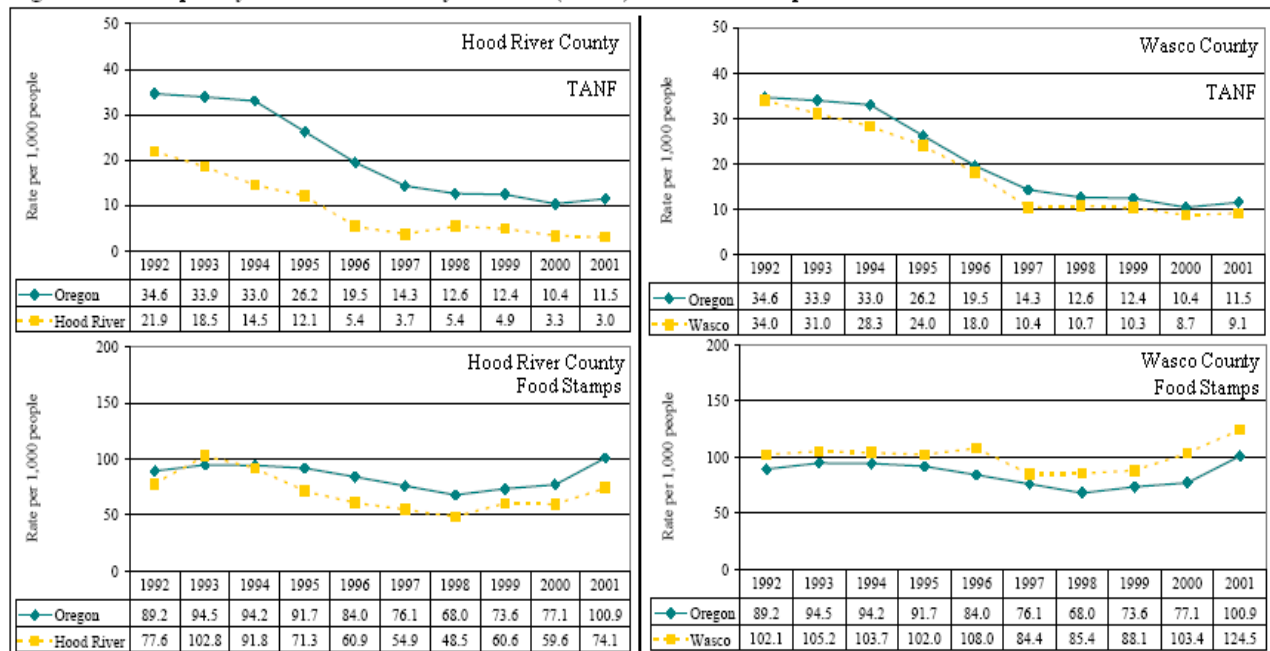 50
40
30
20
10
0
Rate per 1,000 people
Hood River County
TANF
1992 1993 1994 1995 1996 1997 1998 1999 2000 2001
Oregon 34.6 33.9 33.0 26.2 19.5 14.3 12.6 12.4 10.4 11.5
Hood River 21.9 18.5 14.5 12.1 5.4 3.7 5.4 4.9 3.3 3.0
50
40
30
20
10
0
Rate per 1,000 people
Wasco County
TANF
1992 1993 1994 1995 1996 1997 1998 1999 2000 2001
Oregon 34.6 33.9 33.0 26.2 19.5 14.3 12.6 12.4 10.4 11.5
Wasco 34.0 31.0 28.3 24.0 18.0 10.4 10.7 10.3 8.7 9.1
200
150
100
50
0
Rate per 1,000 people
Hood River County
Food Stamps
1992 1993 1994 1995 1996 1997 1998 1999 2000 2001
Oregon 89.2 94.5 94.2 91.7 84.0 76.1 68.0 73.6 77.1 100.9
Hood River 77.6 102.8 91.8 71.3 60.9 54.9 48.5 60.6 59.6 74.1
200
150
100
50
0
Rate per 1,000 people
Wasco County
Food Stamps
1992 1993 1994 1995 1996 1997 1998 1999 2000 2001
Oregon 89.2 94.5 94.2 91.7 84.0 76.1 68.0 73.6 77.1 100.9
Wasco 102.1 105.2 103.7 102.0 108.0 84.4 85.4 88.1 103.4 124.5